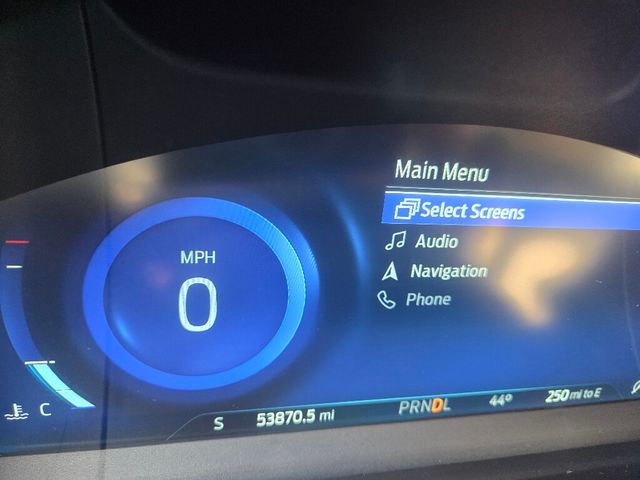 Main Menu
Select Screens
Audio
Navigation
Phone
MPH
0
C
S 53870.5 mi PRNDL 44° 250 mi to E